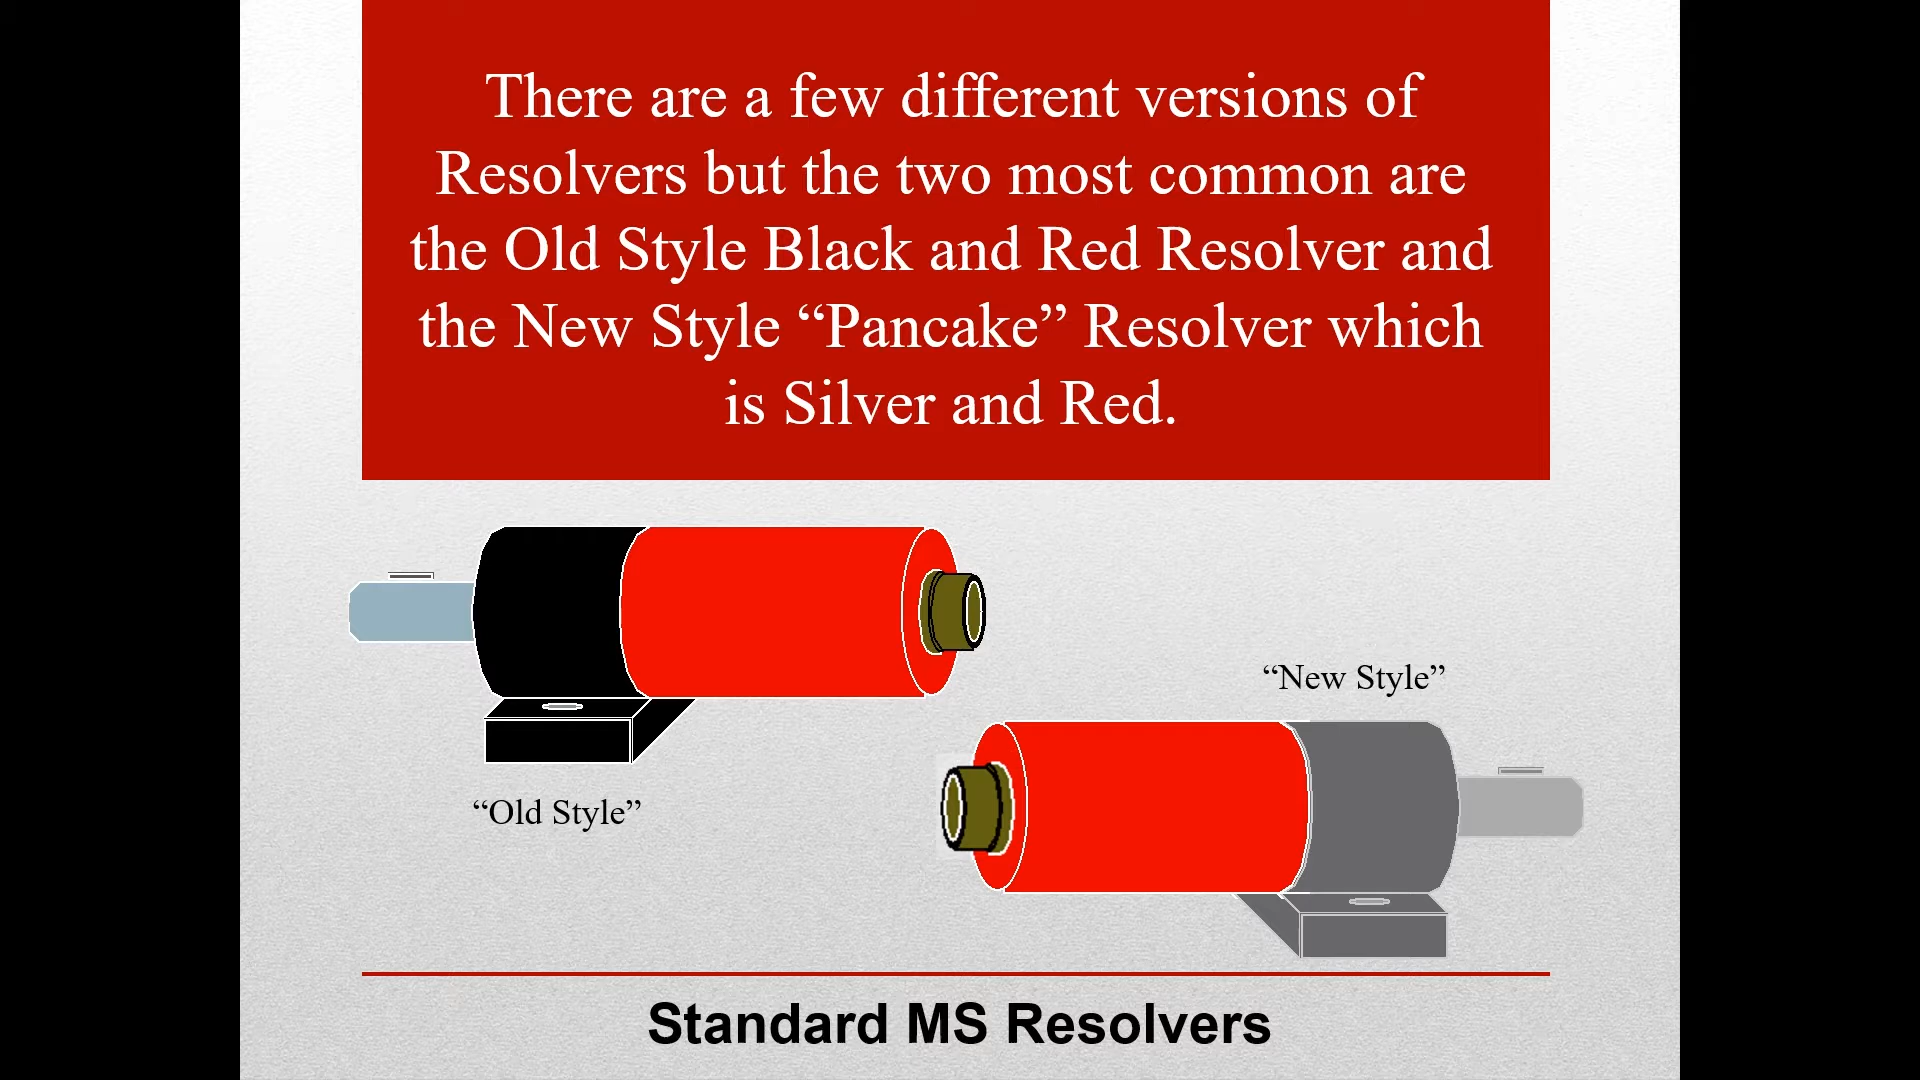 There are a few different versions of
Resolvers but the two most common are
the Old Style Black and Red Resolver and
the New Style “Pancake” Resolver which
is Silver and Red.
“New Style”
“Old Style”
Standard MS Resolvers